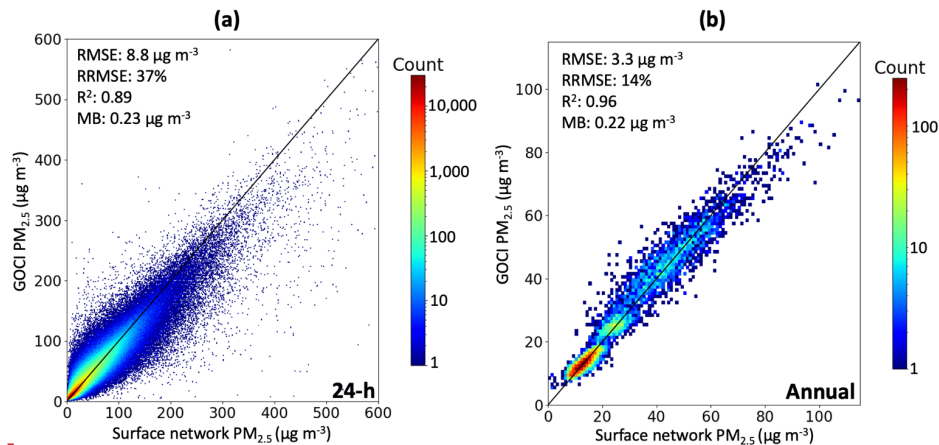 (a)
RMSE: 8.8 µg m-3
RRMSE: 37%
R2: 0.89
MB: 0.23 µg m-3
600
500
400
300
200
100
0
GOCI PM2.5 (µg m-3)
0 100 200 300 400 500 600
Surface network PM2.5 (µg m-3)
24-h
Count
10,000
1,000
100
10
1
(b)
RMSE: 3.3 µg m-3
RRMSE: 14%
R2: 0.96
MB: 0.22 µg m-3
100
80
60
40
20
0
GOCI PM2.5 (µg m-3)
0 20 40 60 80 100
Surface network PM2.5 (µg m-3)
Annual
Count
100
10
1